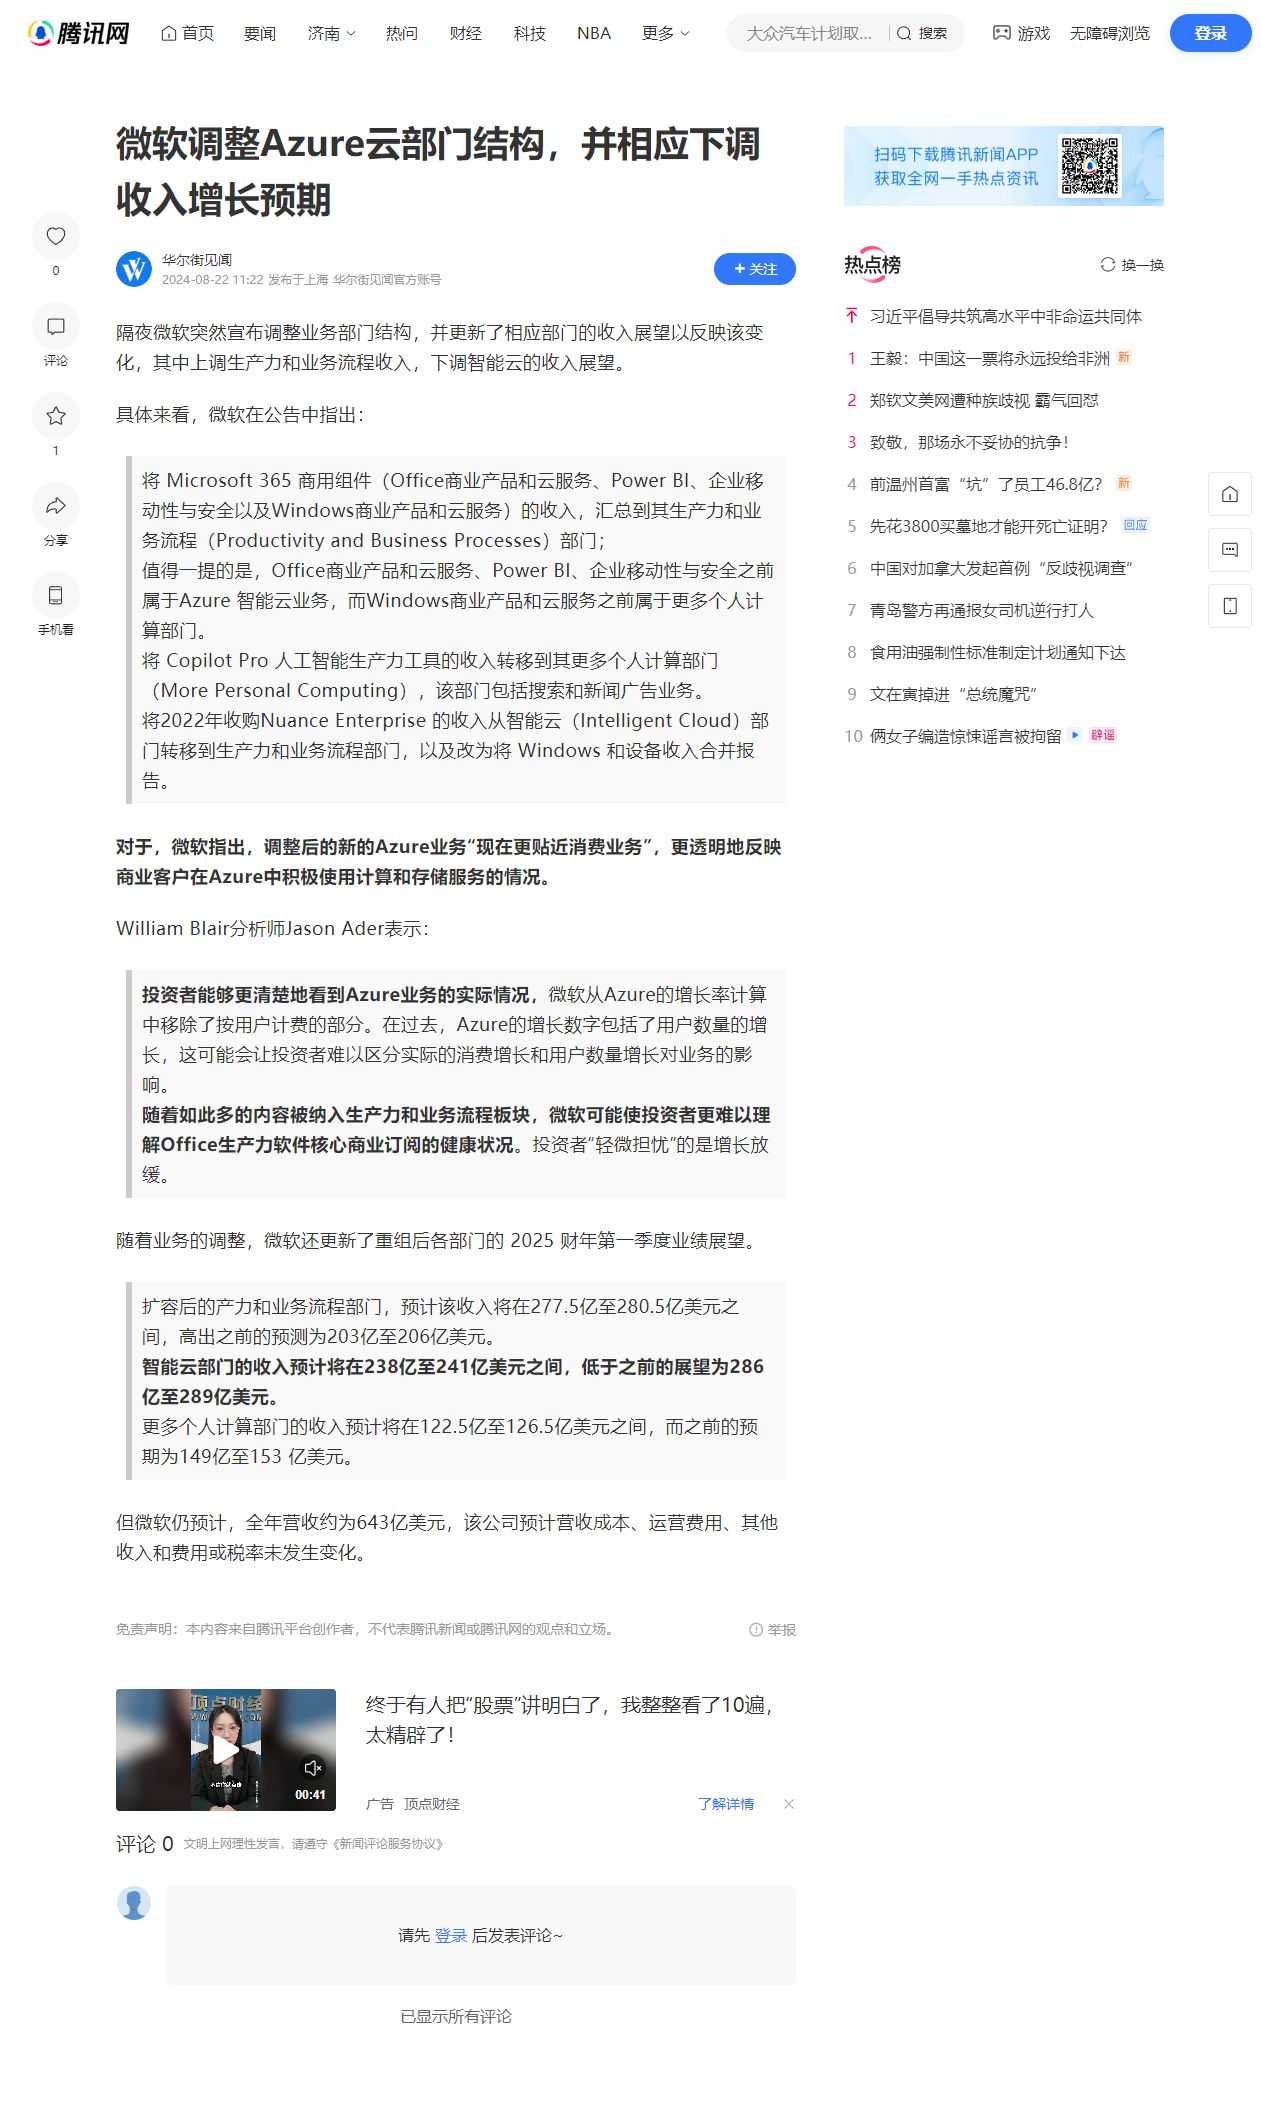 腾讯网 首页 要闻 济南 热问 财经 科技 NBA 更多 大众汽车计划取... 搜索 游戏 无障碍浏览 登录
微软调整Azure云部门结构，并相应下调
收入增长预期
华尔街见闻
2024-08-22 11:22 发布于上海 华尔街见闻官方账号
+关注
0
评论
1
分享
手机看
隔夜微软突然宣布调整业务部门结构，并更新了相应部门的收入展望以反映该变
化，其中上调生产力和业务流程收入，下调智能云的收入展望。
具体来看，微软在公告中指出：
将 Microsoft 365 商用组件（Office商业产品和云服务、Power BI、企业移
动性与安全以及Windows商业产品和云服务）的收入，汇总到其生产力和业
务流程（Productivity and Business Processes）部门；
值得一提的是，Office商业产品和云服务、Power BI、企业移动性与安全之前
属于Azure 智能云业务，而Windows商业产品和云服务之前属于更多个人计
算部门。
将 Copilot Pro 人工智能生产力工具的收入转移到其更多个人计算部门
（More Personal Computing），该部门包括搜索和新闻广告业务。
将2022年收购Nuance Enterprise 的收入从智能云（Intelligent Cloud）部
门转移到生产力和业务流程部门，以及改为将 Windows 和设备收入合并报
告。
对于，微软指出，调整后的新的Azure业务“现在更贴近消费业务”，更透明地反映
商业客户在Azure中积极使用计算和存储服务的情况。
William Blair分析师Jason Ader表示：
投资者能够更清楚地看到Azure业务的实际情况，微软从Azure的增长率计算
中移除了按用户计费的部分。在过去，Azure的增长数字包括了用户数量的增
长，这可能会让投资者难以区分实际的消费增长和用户数量增长对业务的影
响。
随着如此多的内容被纳入生产力和业务流程板块，微软可能使投资者更难以理
解Office生产力软件核心商业订阅的健康状况。投资者“轻微担忧”的是增长放
缓。
随着业务的调整，微软还更新了重组后各部门的 2025 财年第一季度业绩展望。
扩容后的产力和业务流程部门，预计该收入将在277.5亿至280.5亿美元之
间，高出之前的预测为203亿至206亿美元。
智能云部门的收入预计将在238亿至241亿美元之间，低于之前的展望为286
亿至289亿美元。
更多个人计算部门的收入预计将在122.5亿至126.5亿美元之间，而之前的预
期为149亿至153 亿美元。
但微软仍预计，全年营收约为643亿美元，该公司预计营收成本、运营费用、其他
收入和费用或税率未发生变化。
免责声明：本内容来自腾讯平台创作者，不代表腾讯新闻或腾讯网的观点和立场。
举报
00:41
终于有人把“股票”讲明白了，我整整看了10遍，
太精辟了！
广告 顶点财经 了解详情
评论 0 文明上网理性发言，请遵守《新闻评论服务协议》
请先 登录 后发表评论~
已显示所有评论
扫码下载腾讯新闻APP
获取全网一手热点资讯
热点榜 换一换
习近平倡导共筑高水平中非命运共同体
1 王毅：中国这一票将永远投给非洲 新
2 郑钦文美网遭种族歧视 霸气回怼
3 致敬，那场永不妥协的抗争！
4 前温州首富“坑”了员工46.8亿？ 新
5 先花3800买墓地才能开死亡证明？ 回应
6 中国对加拿大发起首例“反歧视调查”
7 青岛警方再通报女司机逆行打人
8 食用油强制性标准制定计划通知下达
9 文在寅掉进“总统魔咒”
10 俩女子编造惊悚谣言被拘留 辟谣